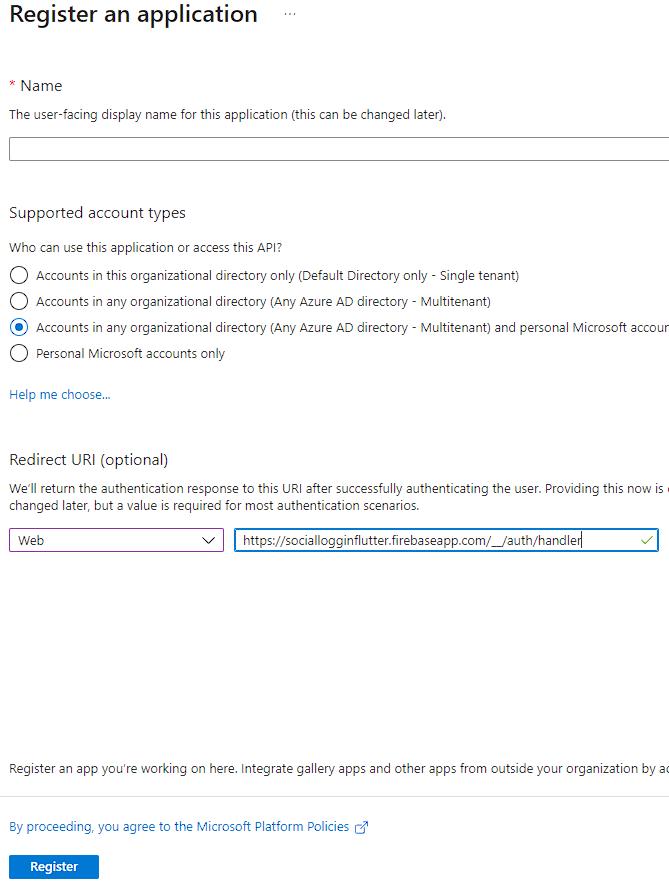 Register an application ...
* Name
The user-facing display name for this application (this can be changed later).
Supported account types
Who can use this application or access this API?
Accounts in this organizational directory only (Default Directory only - Single tenant)
Accounts in any organizational directory (Any Azure AD directory - Multitenant)
Accounts in any organizational directory (Any Azure AD directory - Multitenant) and personal Microsoft accour
Personal Microsoft accounts only
Help me choose...
Redirect URI (optional)
We'll return the authentication response to this URI after successfully authenticating the user. Providing this now is
changed later, but a value is required for most authentication scenarios.
Web https://sociallogginflutter.firebaseapp.com/__/auth/handler
Register an app you're working on here. Integrate gallery apps and other apps from outside your organization by
By proceeding, you agree to the Microsoft Platform Policies
Register